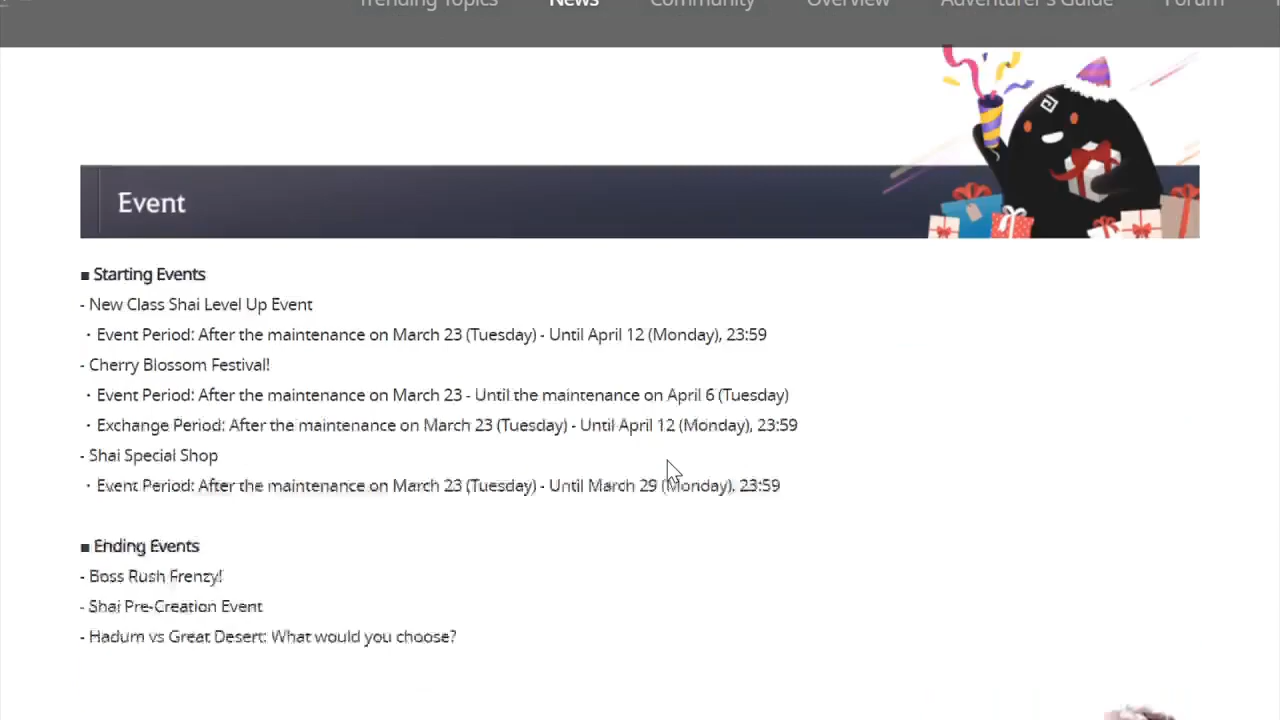 Trending Topics News Community Overview Adventurer's Guide Forum
Event
■ Starting Events
- New Class Shai Level Up Event
・Event Period: After the maintenance on March 23 (Tuesday) - Until April 12 (Monday), 23:59
- Cherry Blossom Festival!
・Event Period: After the maintenance on March 23 - Until the maintenance on April 6 (Tuesday)
・Exchange Period: After the maintenance on March 23 (Tuesday) - Until April 12 (Monday), 23:59
- Shai Special Shop
・Event Period: After the maintenance on March 23 (Tuesday) - Until March 29 (Monday), 23:59
■ Ending Events
- Boss Rush Frenzy!
- Shai Pre-Creation Event
- Hadum vs Great Desert: What would you choose?